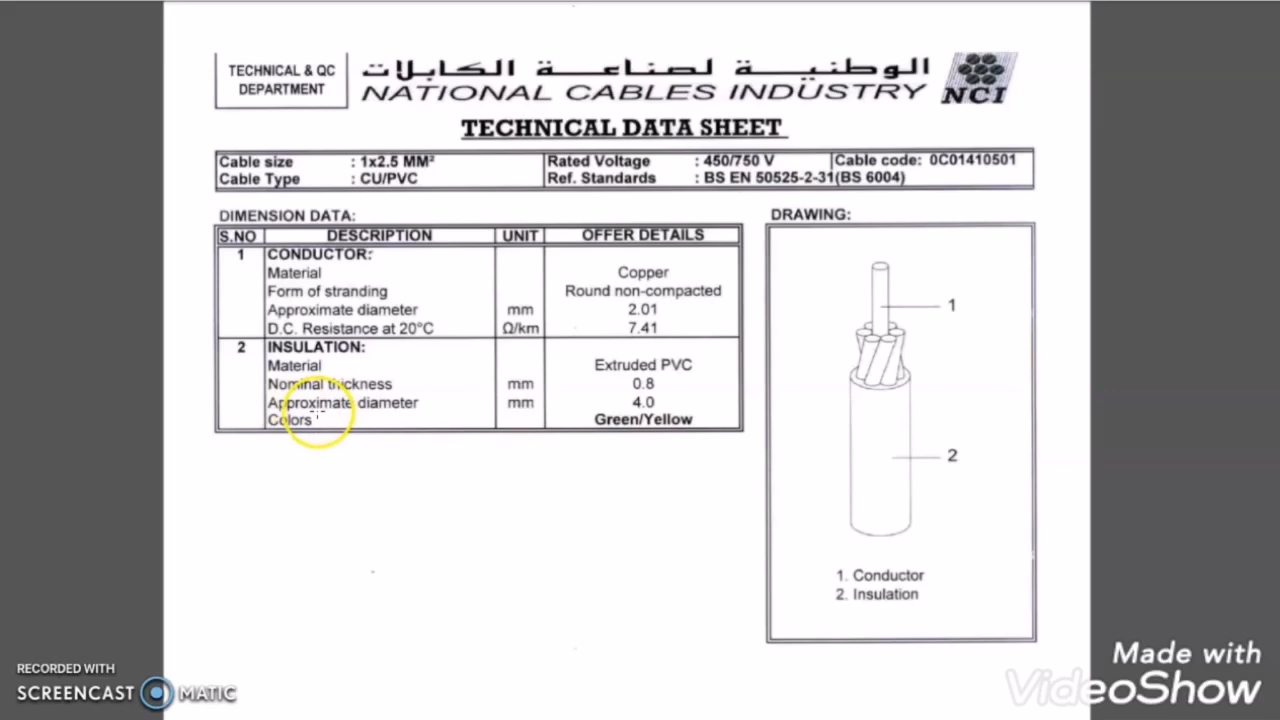 TECHNICAL & QC
DEPARTMENT
الوطنيــة لصناعـة الكابلات
NATIONAL CABLES INDUSTRY
NCI
TECHNICAL DATA SHEET
Cable size : 1x2.5 MM² Rated Voltage : 450/750 V Cable code: 0C01410501
Cable Type : CU/PVC Ref. Standards : BS EN 50525-2-31(BS 6004)
DIMENSION DATA:
S.NO DESCRIPTION UNIT OFFER DETAILS
1 CONDUCTOR:
Material Copper
Form of stranding Round non-compacted
Approximate diameter mm 2.01
D.C. Resistance at 20°C Ω/km 7.41
2 INSULATION:
Material Extruded PVC
Nominal thickness mm 0.8
Approximate diameter mm 4.0
Colors Green/Yellow
DRAWING:
1
2
1. Conductor
2. Insulation
RECORDED WITH
SCREENCAST MATIC
Made with
VideoShow